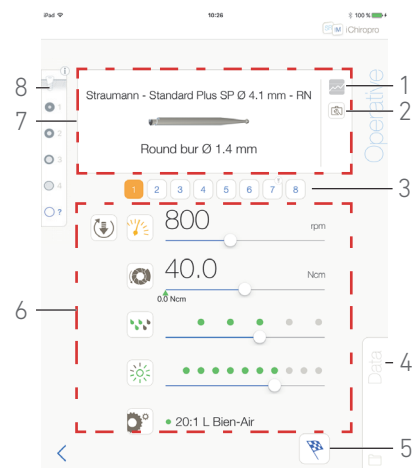 iPad 10:26 100 %
iChiropro
1
8
7
2
Straumann - Standard Plus SP Ø 4.1 mm - RN
Round bur Ø 1.4 mm
Operative
i
1
2
3
4
?
1 2 3 4 5 6 7 8
3
800 rpm
40.0 Ncm
0.0 Ncm
6
Data
4
20:1 L Bien-Air
5